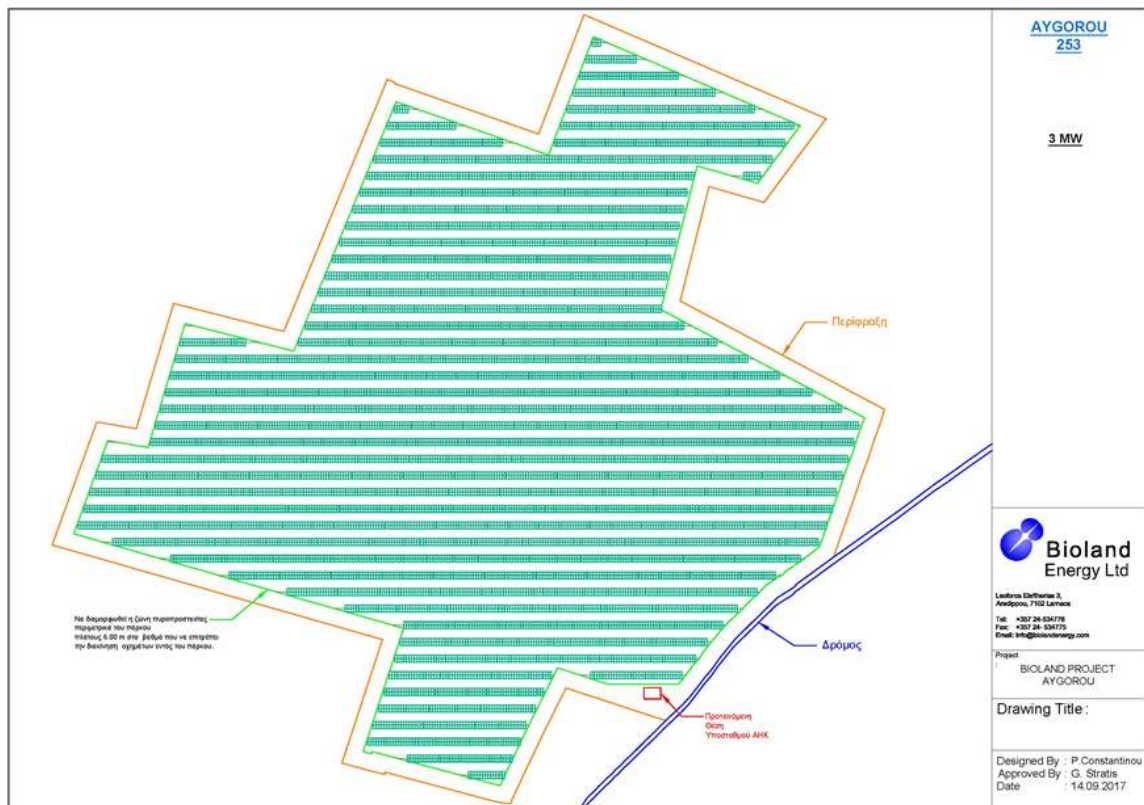 AYGOROU
253
3 MW
Περίφραξη
Να διαμορφωθεί η ζώνη πυροπροστασίας
περιμετρικά του πάρκου
πλάτους 6.00 m στο βαθμό που να επιτρέπει
την διακίνηση οχημάτων εντός του πάρκου.
Δρόμος
Προτεινόμενη
Θέση
Υποσταθμού ΑΗΚ
Bioland
Energy Ltd
Leoforos Eleftherias 3,
Aradippou, 7102 Larnaca
Tel: +357 24-534776
Fax: +357 24- 534775
Email: info@biolandenergy.com
Project
:
BIOLAND PROJECT
AYGOROU
Drawing Title :
Designed By : P.Constantinou
Approved By : G. Stratis
Date : 14.09.2017